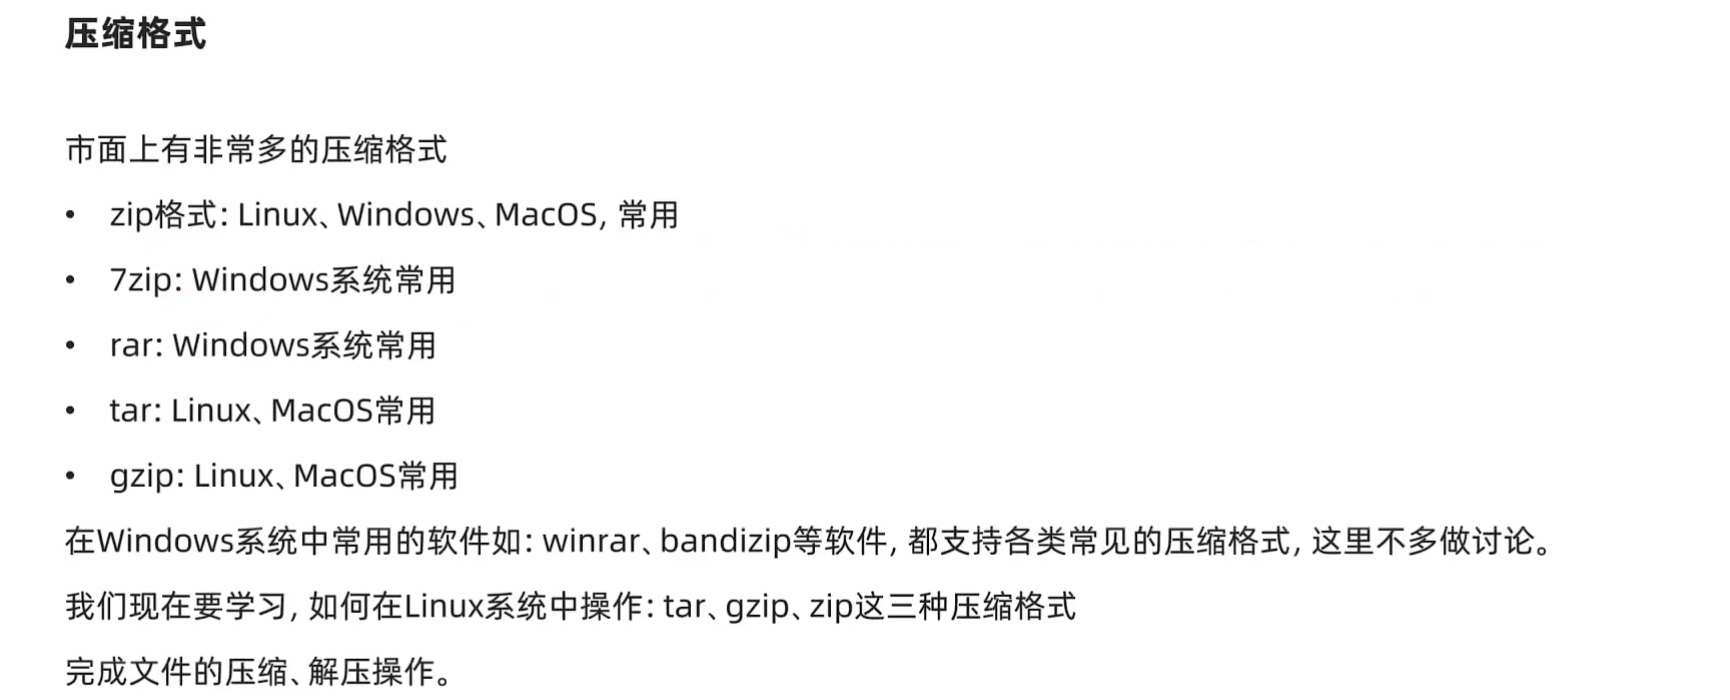 压缩格式
市面上有非常多的压缩格式
• zip格式: Linux、Windows、MacOS, 常用
• 7zip: Windows系统常用
• rar: Windows系统常用
• tar: Linux、MacOS常用
• gzip: Linux、MacOS常用
在Windows系统中常用的软件如: winrar、bandizip等软件, 都支持各类常见的压缩格式, 这里不多做讨论。
我们现在要学习, 如何在Linux系统中操作: tar、gzip、zip这三种压缩格式
完成文件的压缩、解压操作。